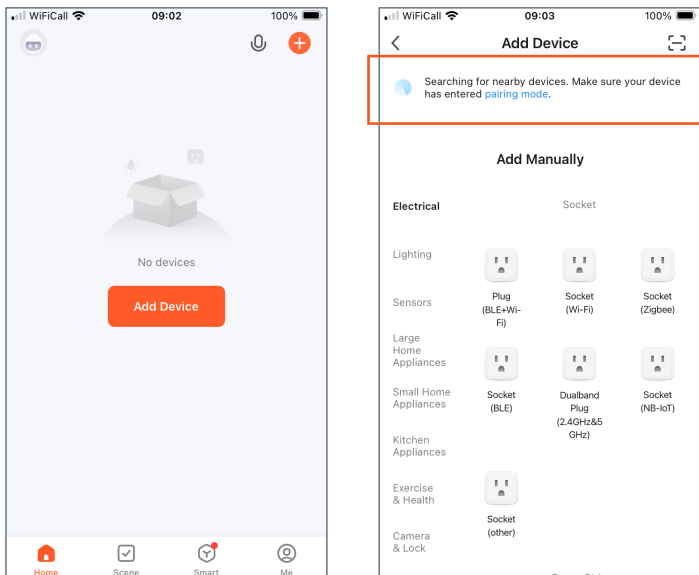 WiFiCall 09:02 100%
No devices
Add Device
Home Scene Smart Me
WiFiCall 09:03 100%
Add Device
Searching for nearby devices. Make sure your device
has entered pairing mode.
Add Manually
Electrical
Lighting
Sensors
Large
Home
Appliances
Small Home
Appliances
Kitchen
Appliances
Exercise
& Health
Camera
& Lock
Socket
Plug
(BLE+Wi-
Fi)
Socket
(Wi-Fi)
Socket
(Zigbee)
Socket
(BLE)
Dualband
Plug
(2.4GHz&5
GHz)
Socket
(NB-IoT)
Socket
(other)